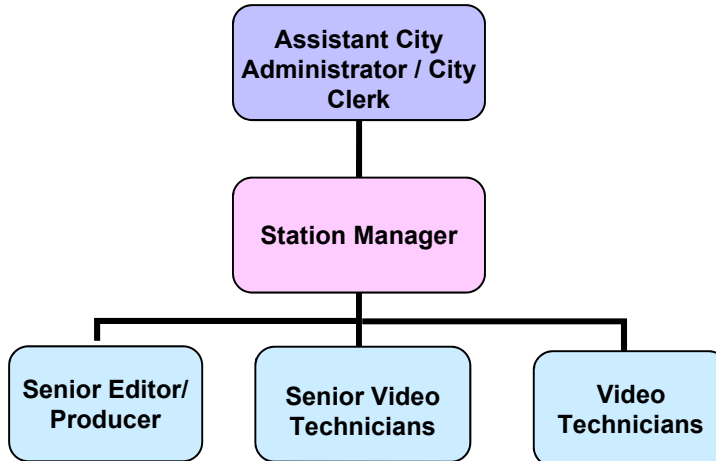 Assistant City
Administrator / City
Clerk
Station Manager
Senior Editor/
Producer
Senior Video
Technicians
Video
Technicians